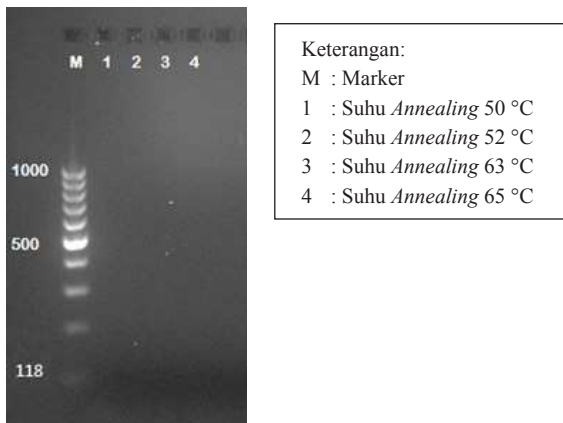 M 1 2 3 4
1000
500
118
Keterangan:
M : Marker
1 : Suhu Annealing 50 °C
2 : Suhu Annealing 52 °C
3 : Suhu Annealing 63 °C
4 : Suhu Annealing 65 °C